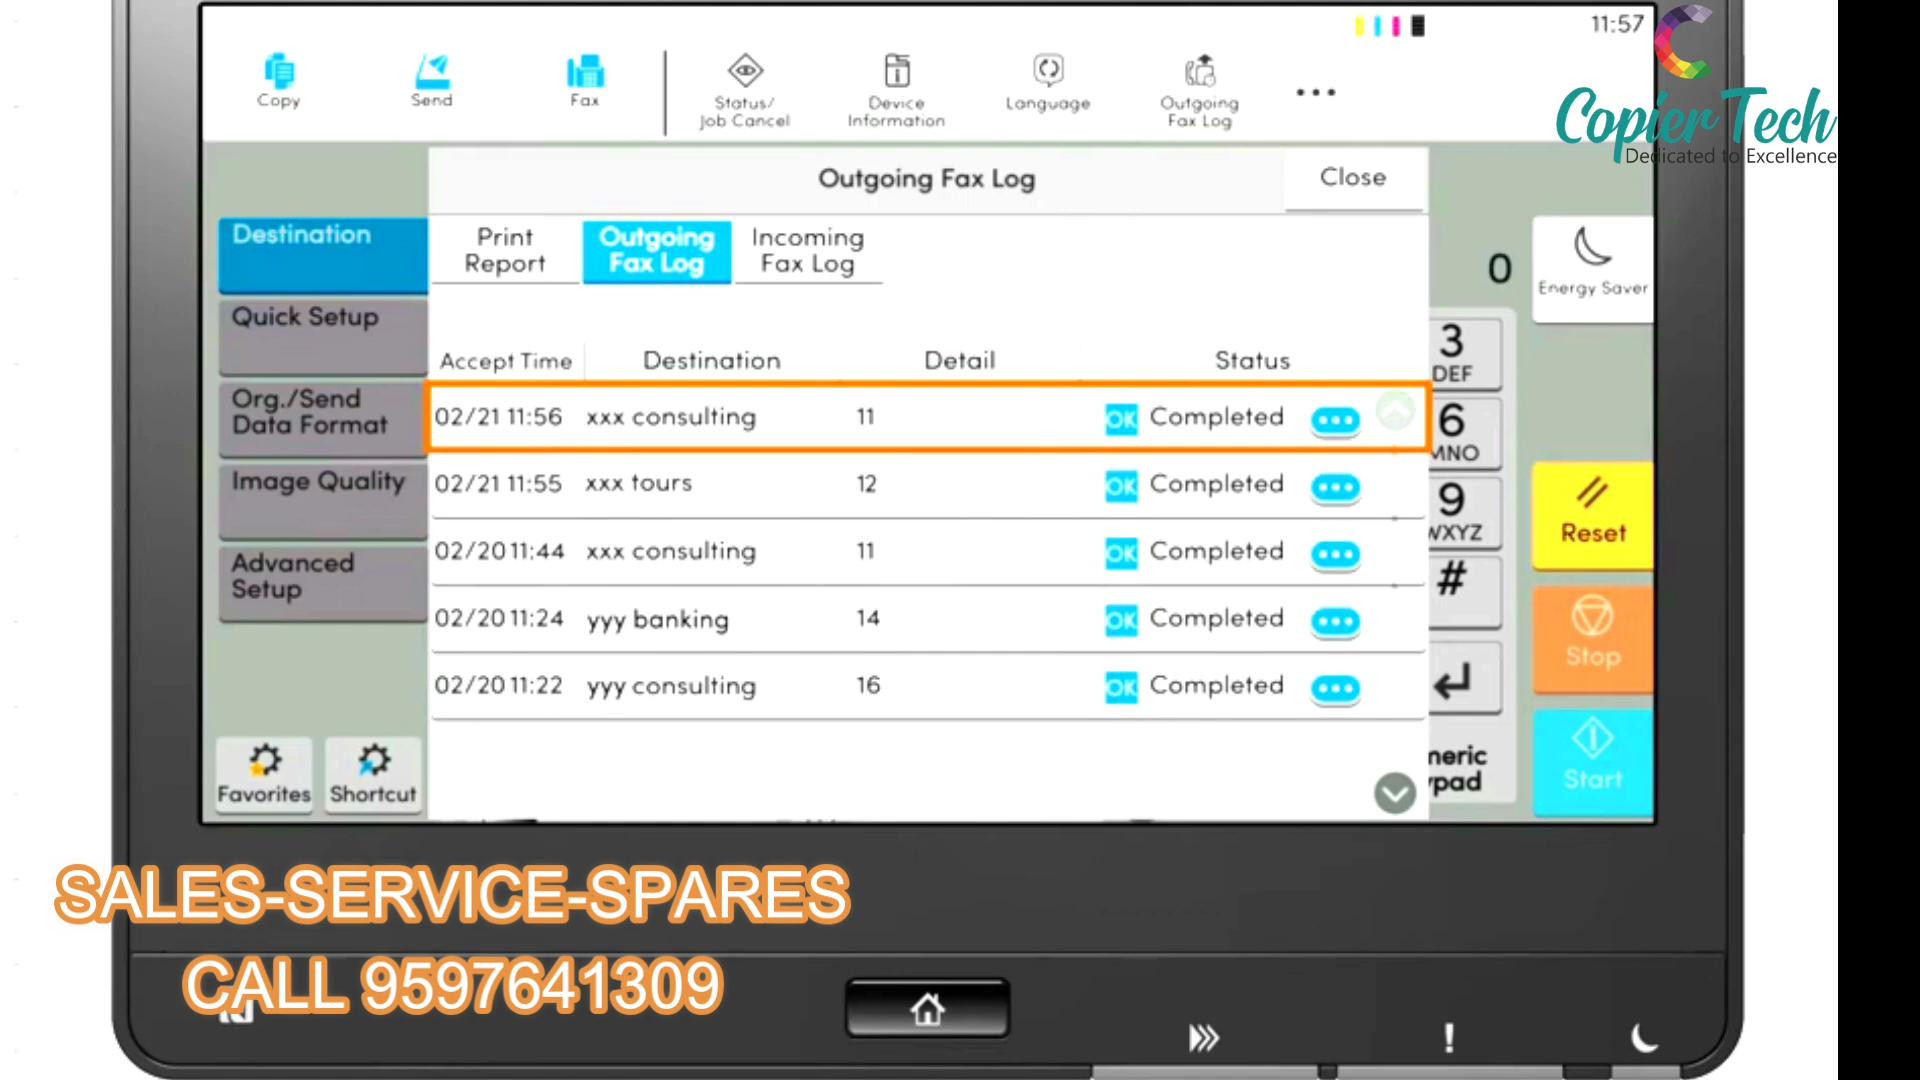 11:57
Copy
Send
Fax
Status/
Job Cancel
Device
Information
Language
Outgoing
Fax Log
Copier Tech
Dedicated to Excellence
Outgoing Fax Log
Close
Destination
Quick Setup
Org./Send
Data Format
Image Quality
Advanced
Setup
Favorites
Shortcut
Print
Report
Outgoing
Fax Log
Incoming
Fax Log
Accept Time Destination Detail Status
02/21 11:56 xxx consulting 11 OK Completed
02/21 11:55 xxx tours 12 OK Completed
02/20 11:44 xxx consulting 11 OK Completed
02/20 11:24 yyy banking 14 OK Completed
02/20 11:22 yyy consulting 16 OK Completed
0
3
DEF
6
MNO
9
WXYZ
#
meric
pad
Energy Saver
Reset
Stop
Start
SALES-SERVICE-SPARES
CALL 9597641309